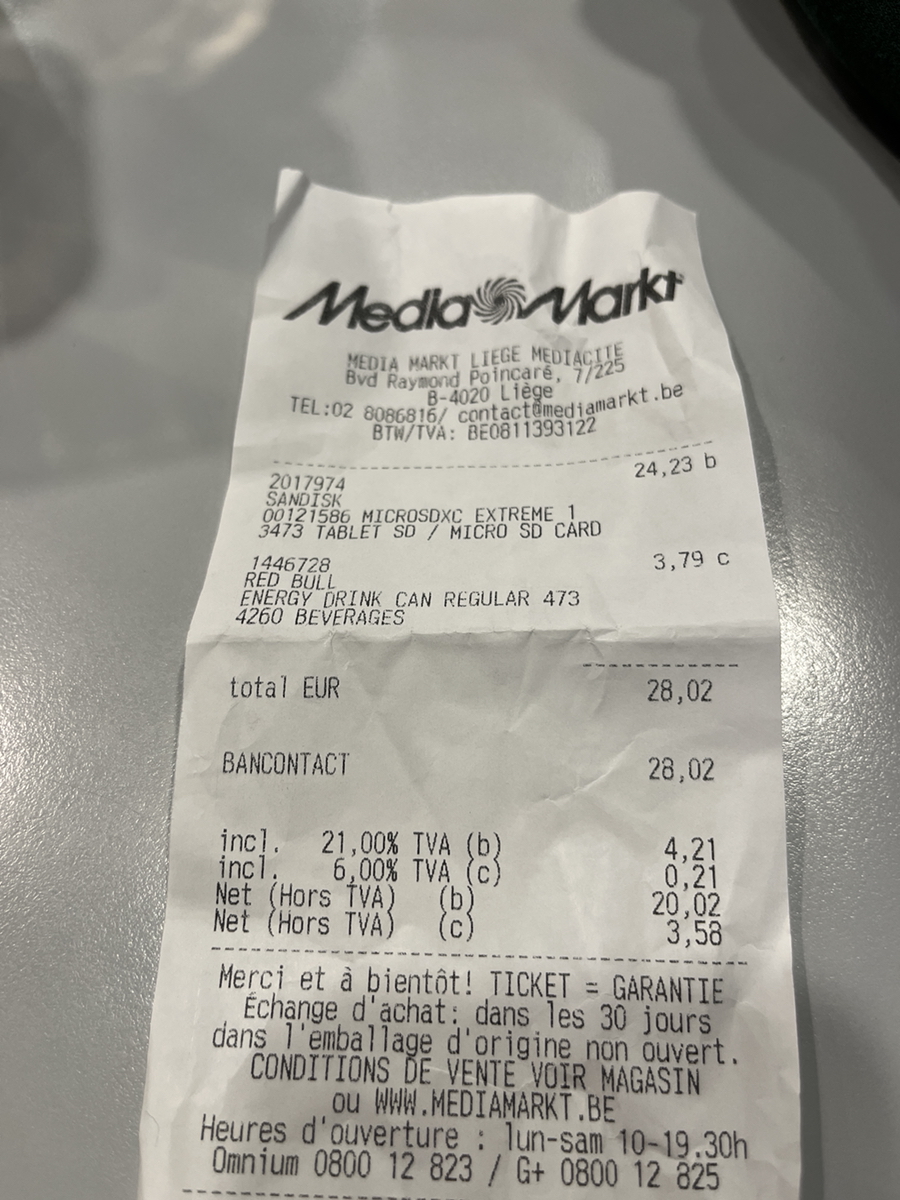 Media Markt
MEDIA MARKT LIEGE MEDIACITE
Bvd Raymond Poincaré, 7/225
B-4020 Liège
TEL:02 8086816/ contact@mediamarkt.be
BTW/TVA: BE0811393122
2017974 24,23 b
SANDISK
00121586 MICROSDXC EXTREME 1
3473 TABLET SD / MICRO SD CARD
1446728 3,79 c
RED BULL
ENERGY DRINK CAN REGULAR 473
4260 BEVERAGES
total EUR 28,02
BANCONTACT 28,02
incl. 21,00% TVA (b) 4,21
incl. 6,00% TVA (c) 0,21
Net (Hors TVA) (b) 20,02
Net (Hors TVA) (c) 3,58
Merci et à bientôt! TICKET = GARANTIE
Échange d'achat: dans les 30 jours
dans l'emballage d'origine non ouvert.
CONDITIONS DE VENTE VOIR MAGASIN
ou WWW.MEDIAMARKT.BE
Heures d'ouverture : lun-sam 10-19.30h
Omnium 0800 12 823 / G+ 0800 12 825